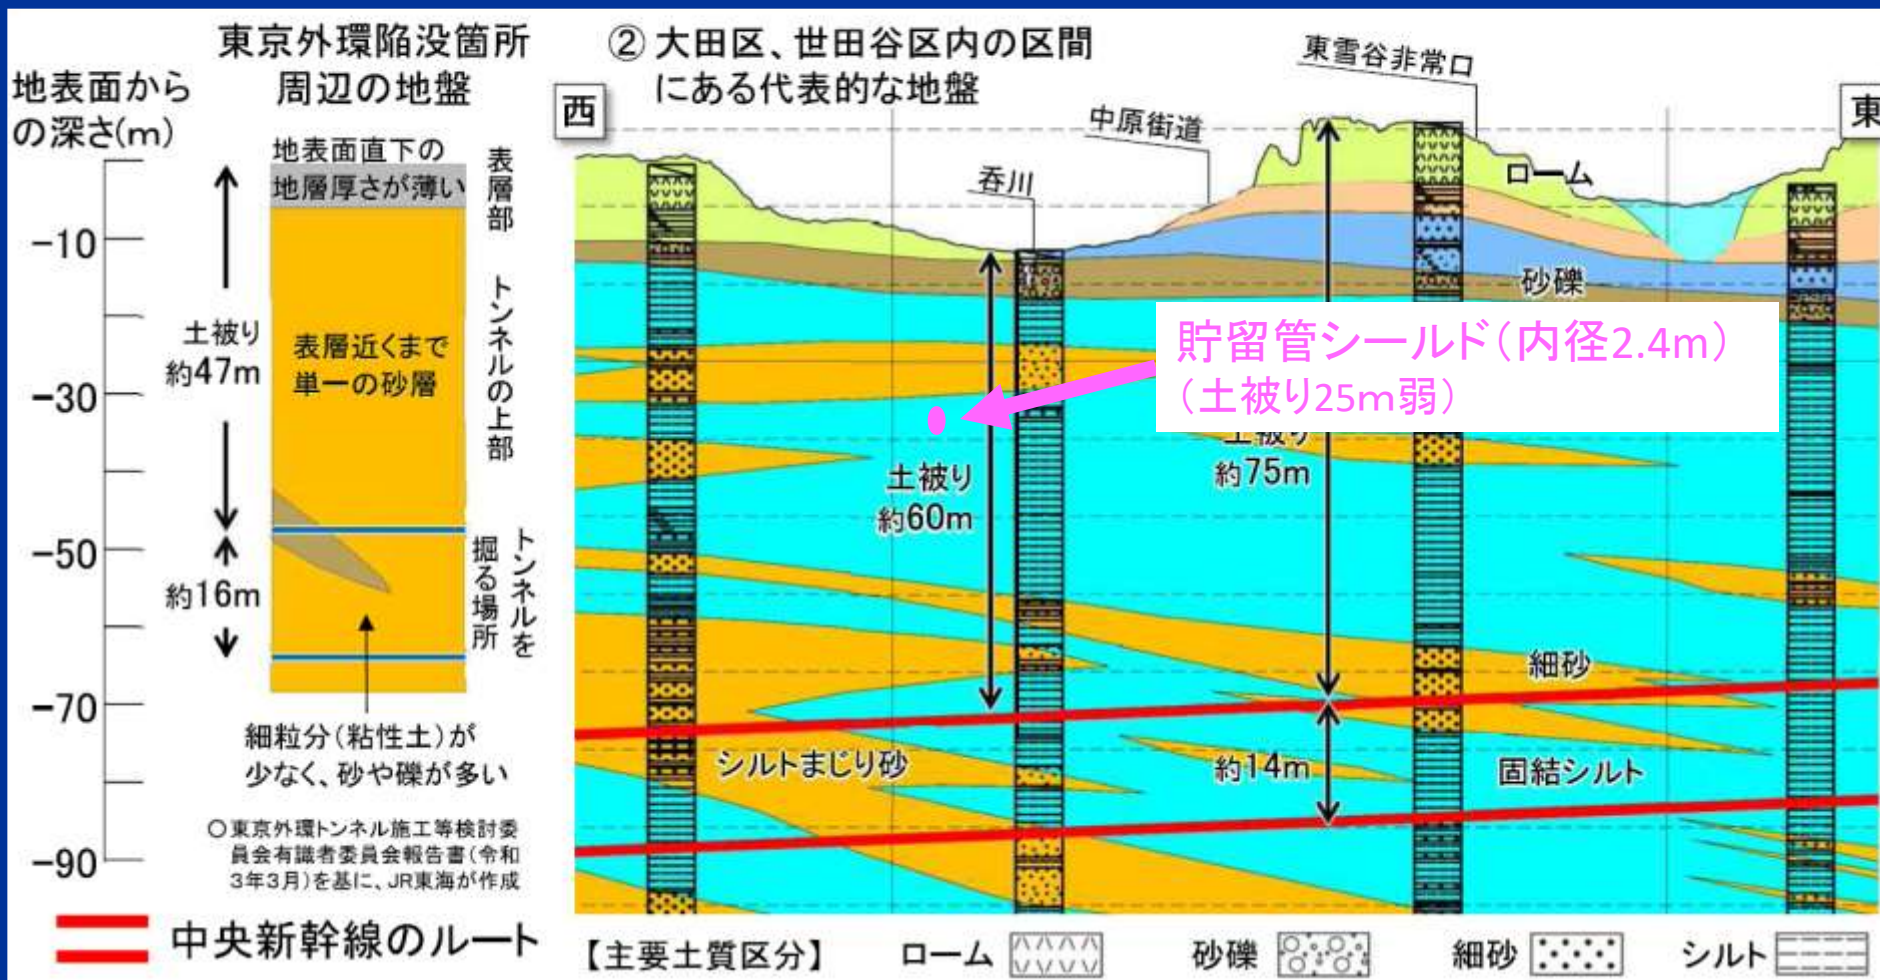 東京外環陥没箇所
周辺の地盤
② 大田区、世田谷区内の区間
にある代表的な地盤
地表面から
の深さ(m)
西
東
東雪谷非常口
中原街道
呑川
地表面直下の
地層厚さが薄い
表層部
ローム
砂礫
-10
-30
-50
-70
-90
土被り
約47m
表層近くまで
単一の砂層
トンネルの上部
貯留管シールド(内径2.4m)
(土被り25m弱)
土被り
約60m
土被り
約75m
約16m
トンネルを
掘る場所
細砂
細粒分(粘性土)が
少なく、砂や礫が多い
シルトまじり砂
約14m
固結シルト
○東京外環トンネル施工等検討委
員会有識者委員会報告書(令和
3年3月)を基に、JR東海が作成
中央新幹線のルート
【主要土質区分】
ローム
砂礫
細砂
シルト